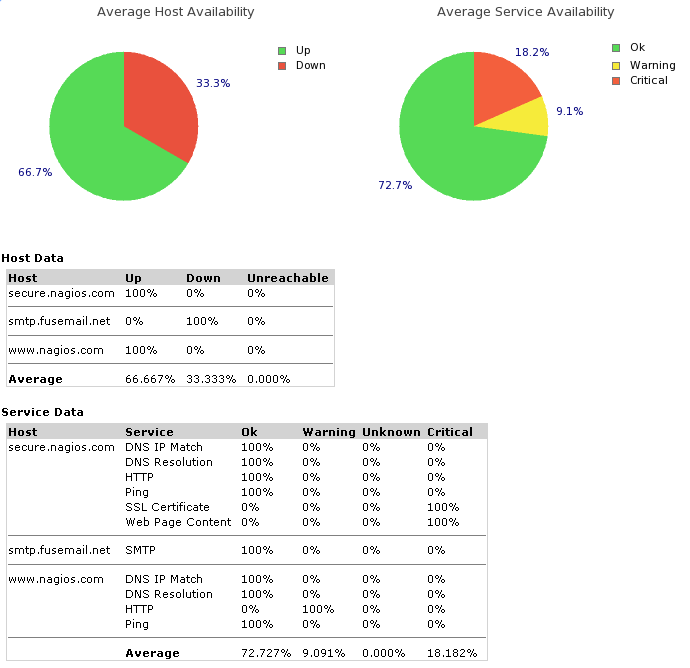 Average Host Availability
Average Service Availability
Up
Down
33.3%
66.7%
Ok
Warning
Critical
18.2%
9.1%
72.7%
Host Data
Host Up Down Unreachable
secure.nagios.com 100% 0% 0%
smtp.fusemail.net 0% 100% 0%
www.nagios.com 100% 0% 0%
Average 66.667% 33.333% 0.000%
Service Data
Host Service Ok Warning Unknown Critical
secure.nagios.com DNS IP Match 100% 0% 0% 0%
DNS Resolution 100% 0% 0% 0%
HTTP 100% 0% 0% 0%
Ping 100% 0% 0% 0%
SSL Certificate 0% 0% 0% 100%
Web Page Content 0% 0% 0% 100%
smtp.fusemail.net SMTP 100% 0% 0% 0%
www.nagios.com DNS IP Match 100% 0% 0% 0%
DNS Resolution 100% 0% 0% 0%
HTTP 0% 100% 0% 0%
Ping 100% 0% 0% 0%
Average 72.727% 9.091% 0.000% 18.182%